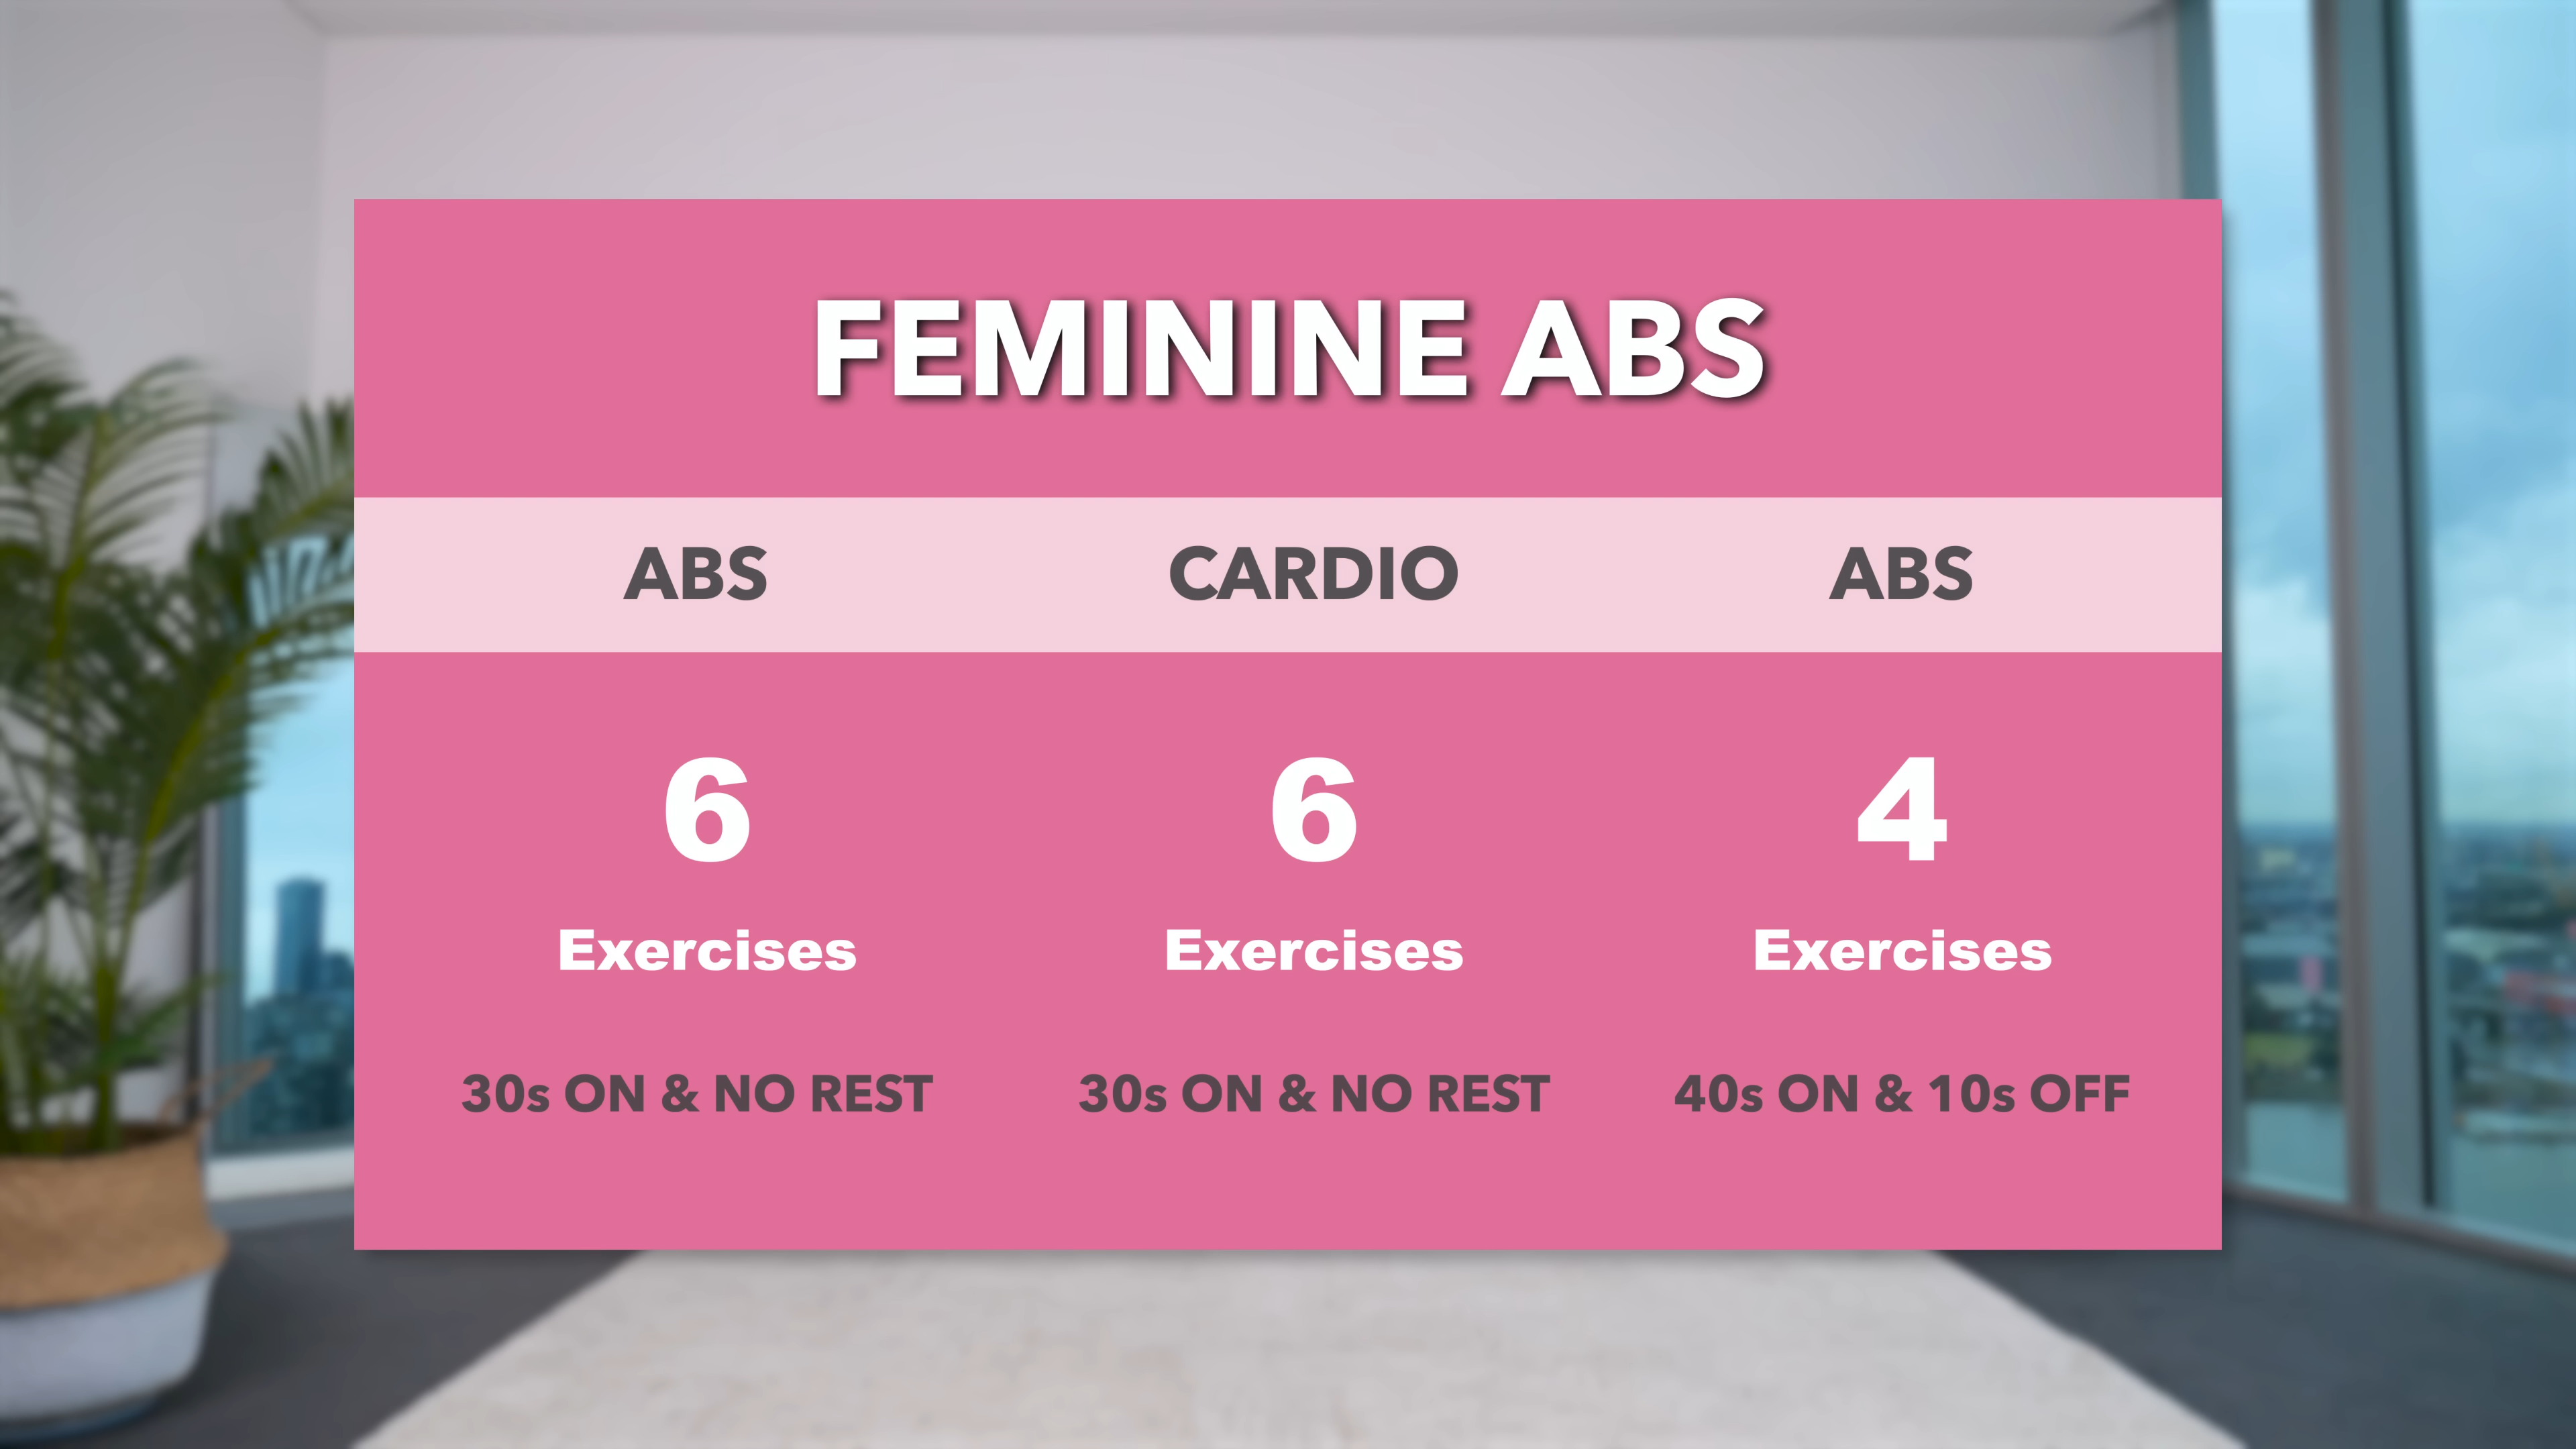 FEMININE ABS
ABS CARDIO ABS
6 6 4
Exercises Exercises Exercises
30s ON & NO REST 30s ON & NO REST 40s ON & 10s OFF